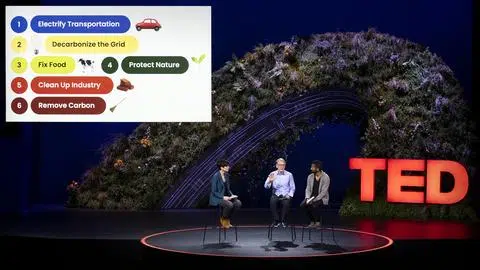 1 Electrify Transportation
2 Decarbonize the Grid
3 Fix Food 4 Protect Nature
5 Clean Up Industry
6 Remove Carbon
TED